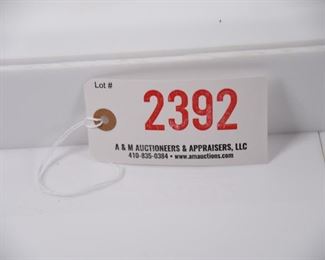 Lot #
2392
A & M AUCTIONEERS & APPRAISERS, LLC
410-835-0384 • www.amauctions.com